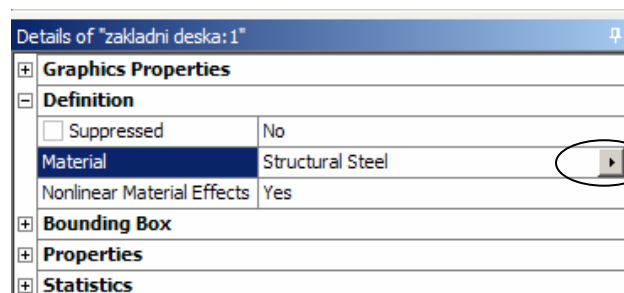 Details of "zakladni deska:1"
Graphics Properties
Definition
Suppressed No
Material Structural Steel
Nonlinear Material Effects Yes
Bounding Box
Properties
Statistics